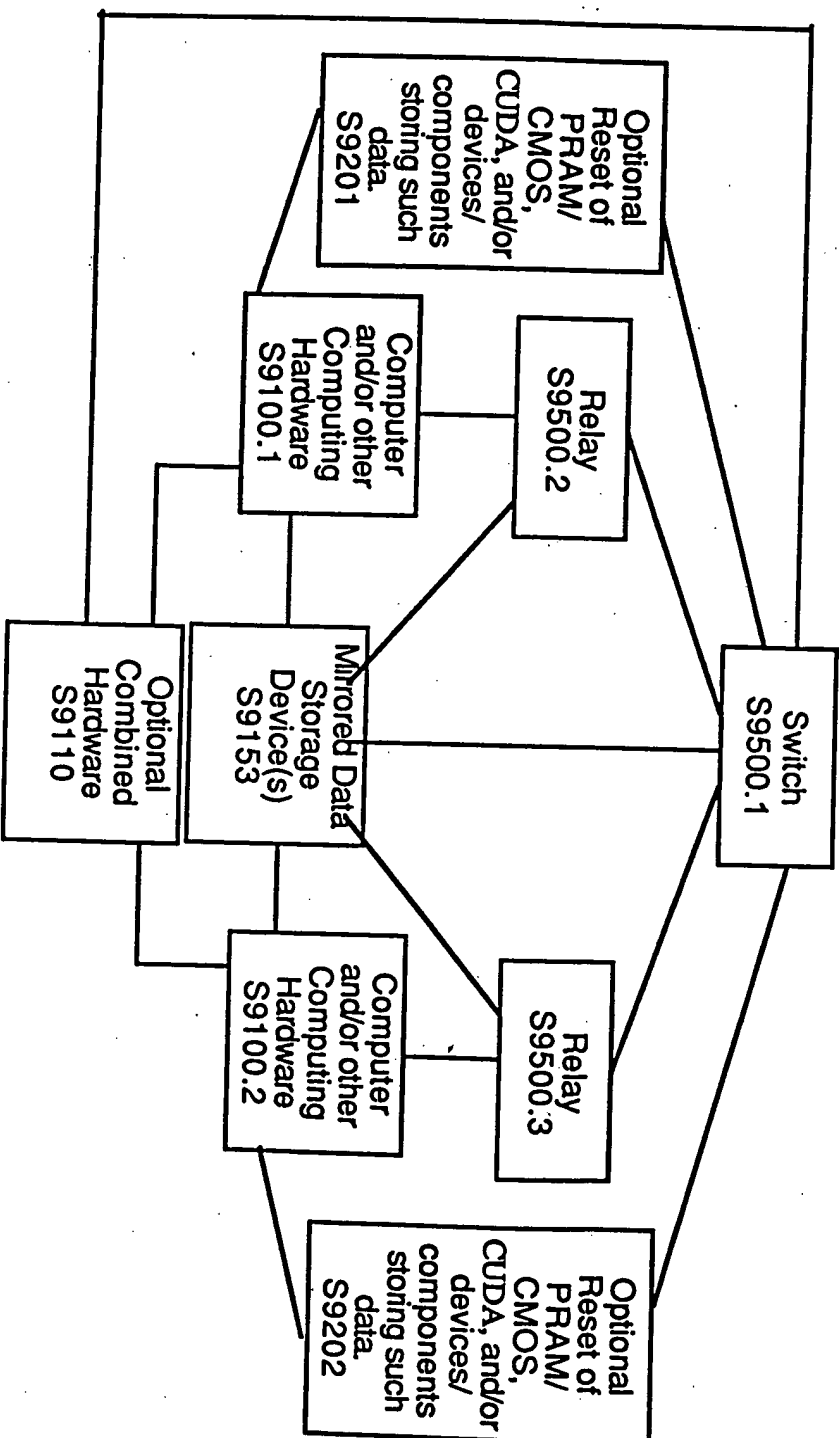 Switch
S9500.1
Optional
Reset of
PRAM/
CMOS,
CUDA, and/or
devices/
components
storing such
data.
S9201
Relay
S9500.2
Relay
S9500.3
Optional
Reset of
PRAM/
CMOS,
CUDA, and/or
devices/
components
storing such
data.
S9202
Computer
and/or other
Computing
Hardware
S9100.1
Mirrored Data
Storage
Device(s)
S9153
Computer
and/or other
Computing
Hardware
S9100.2
Optional
Combined
Hardware
S9110